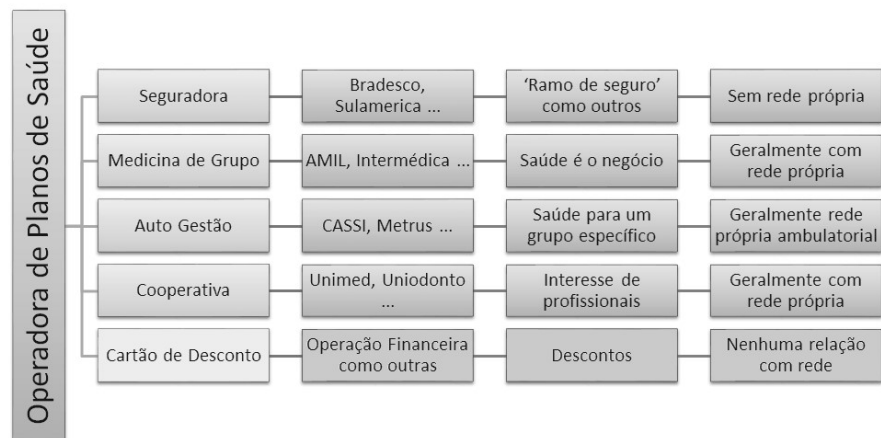 Operadora de Planos de Saúde
Seguradora
Bradesco,
Sulamerica ...
‘Ramo de seguro’
como outros
Sem rede própria
Medicina de Grupo
AMIL, Intermédica ...
Saúde é o negócio
Geralmente com
rede própria
Auto Gestão
CASSI, Metrus ...
Saúde para um
grupo específico
Geralmente rede
própria ambulatorial
Cooperativa
Unimed, Uniodonto
...
Interesse de
profissionais
Geralmente com
rede própria
Cartão de Desconto
Operação Financeira
como outras
Descontos
Nenhuma relação
com rede